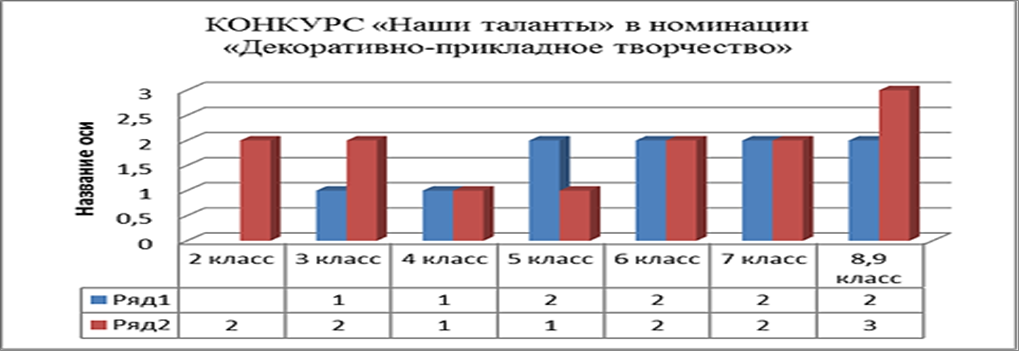 КОНКУРС «Наши таланты» в номинации
«Декоративно-прикладное творчество»
Название оси
3
2,5
2
1,5
1
0,5
0
2 класс 3 класс 4 класс 5 класс 6 класс 7 класс 8,9 класс
Ряд1 1 1 2 2 2 2
Ряд2 2 2 1 1 2 2 3